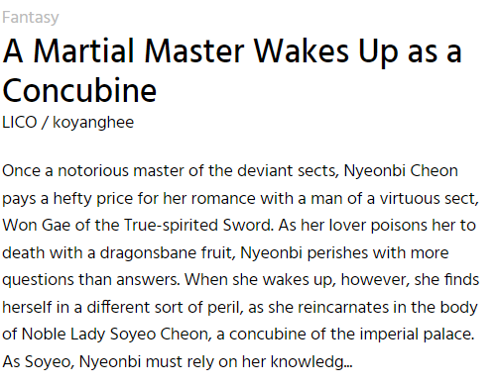 Fantasy
A Martial Master Wakes Up as a
Concubine
LICO / koyanghee
Once a notorious master of the deviant sects, Nyeonbi Cheon
pays a hefty price for her romance with a man of a virtuous sect,
Won Gae of the True-spirited Sword. As her lover poisons her to
death with a dragonsbane fruit, Nyeonbi perishes with more
questions than answers. When she wakes up, however, she finds
herself in a different sort of peril, as she reincarnates in the body
of Noble Lady Soyeo Cheon, a concubine of the imperial palace.
As Soyeo, Nyeonbi must rely on her knowledg...